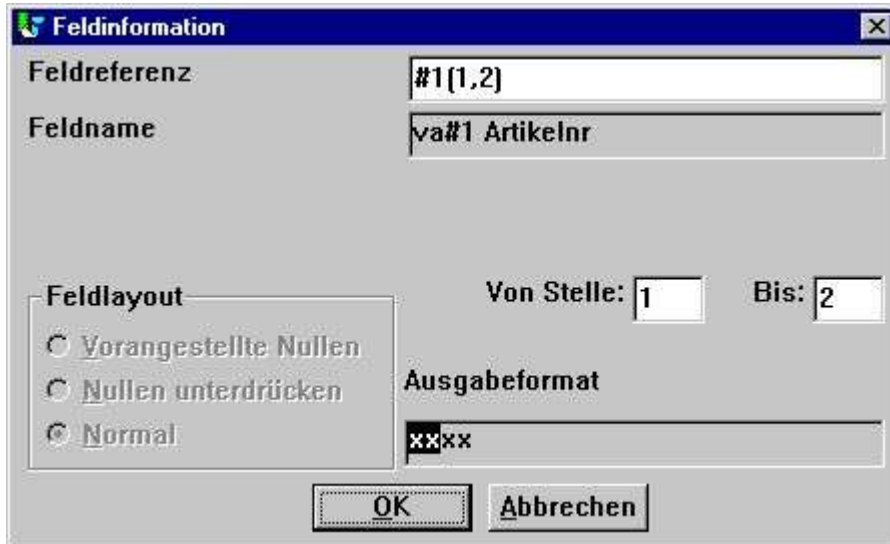 Feldinformation
Feldreferenz #1(1,2)
Feldname va#1 Artikelnr
Von Stelle: 1 Bis: 2
Feldlayout
Vorangestellte Nullen
Nullen unterdrücken
Normal
Ausgabeformat
xxxx
OK Abbrechen